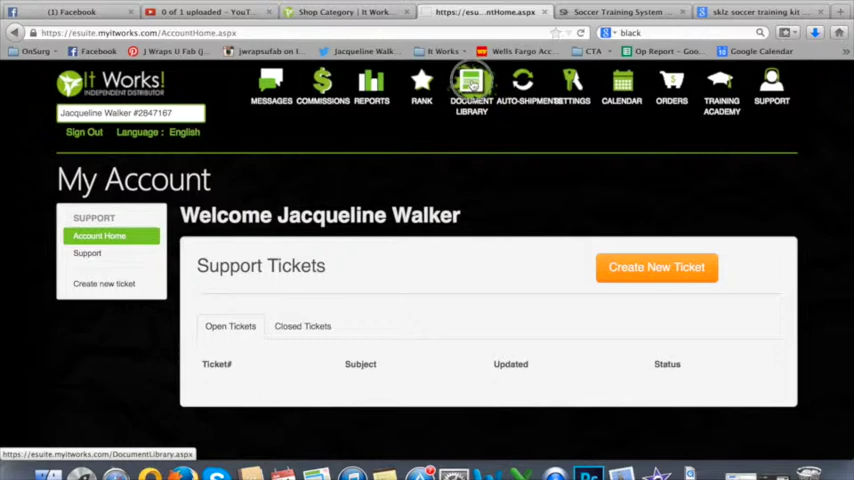 (1) Facebook
0 of 1 uploaded - YouT...
Shop Category | It Work...
https://esu...ntHome.aspx
Soccer Training System ...
sklz soccer training kit ...
https://esuite.myitworks.com/AccountHome.aspx
black
OnSurg
Facebook
J Wraps U Fab (j...
jwrapsufab on I...
Jacqueline Walke...
It Works
Wells Fargo Acc...
CTA
Op Report - Goo...
Google Calendar
It Works!
INDEPENDENT DISTRIBUTOR
MESSAGES
COMMISSIONS
REPORTS
RANK
DOCUMENT
LIBRARY
AUTO-SHIPMENTS
SETTINGS
CALENDAR
ORDERS
TRAINING
ACADEMY
SUPPORT
Jacqueline Walker #2847167
Sign Out
Language : English
My Account
SUPPORT
Account Home
Support
Create new ticket
Welcome Jacqueline Walker
Support Tickets
Create New Ticket
Open Tickets
Closed Tickets
Ticket#
Subject
Updated
Status
https://esuite.myitworks.com/DocumentLibrary.aspx
Ps